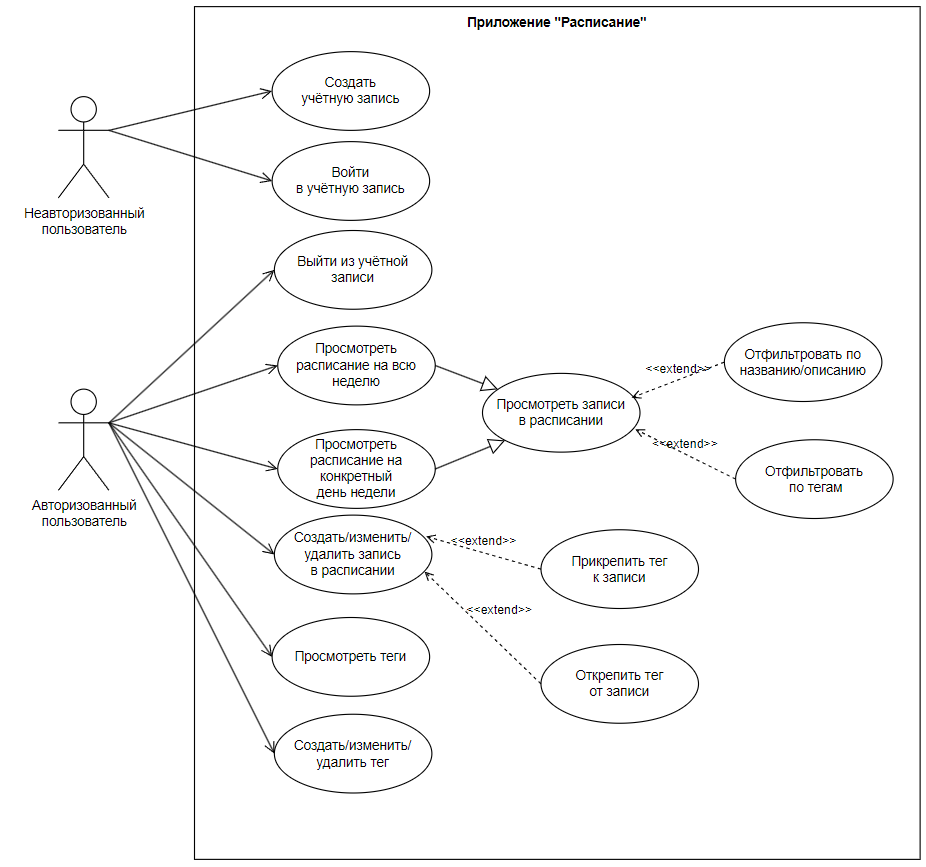 Приложение "Расписание"
Создать
учётную запись
Войти
в учётную запись
Неавторизованный
пользователь
Выйти из учётной
записи
Просмотреть
расписание на всю
неделю
Просмотреть записи
в расписании
<<extend>>
Отфильтровать по
названию/описанию
<<extend>>
Отфильтровать
по тегам
Просмотреть
расписание на
конкретный
день недели
Авторизованный
пользователь
Создать/изменить/
удалить запись
в расписании
<<extend>>
Прикрепить тег
к записи
<<extend>>
Просмотреть теги
Открепить тег
от записи
Создать/изменить/
удалить тег